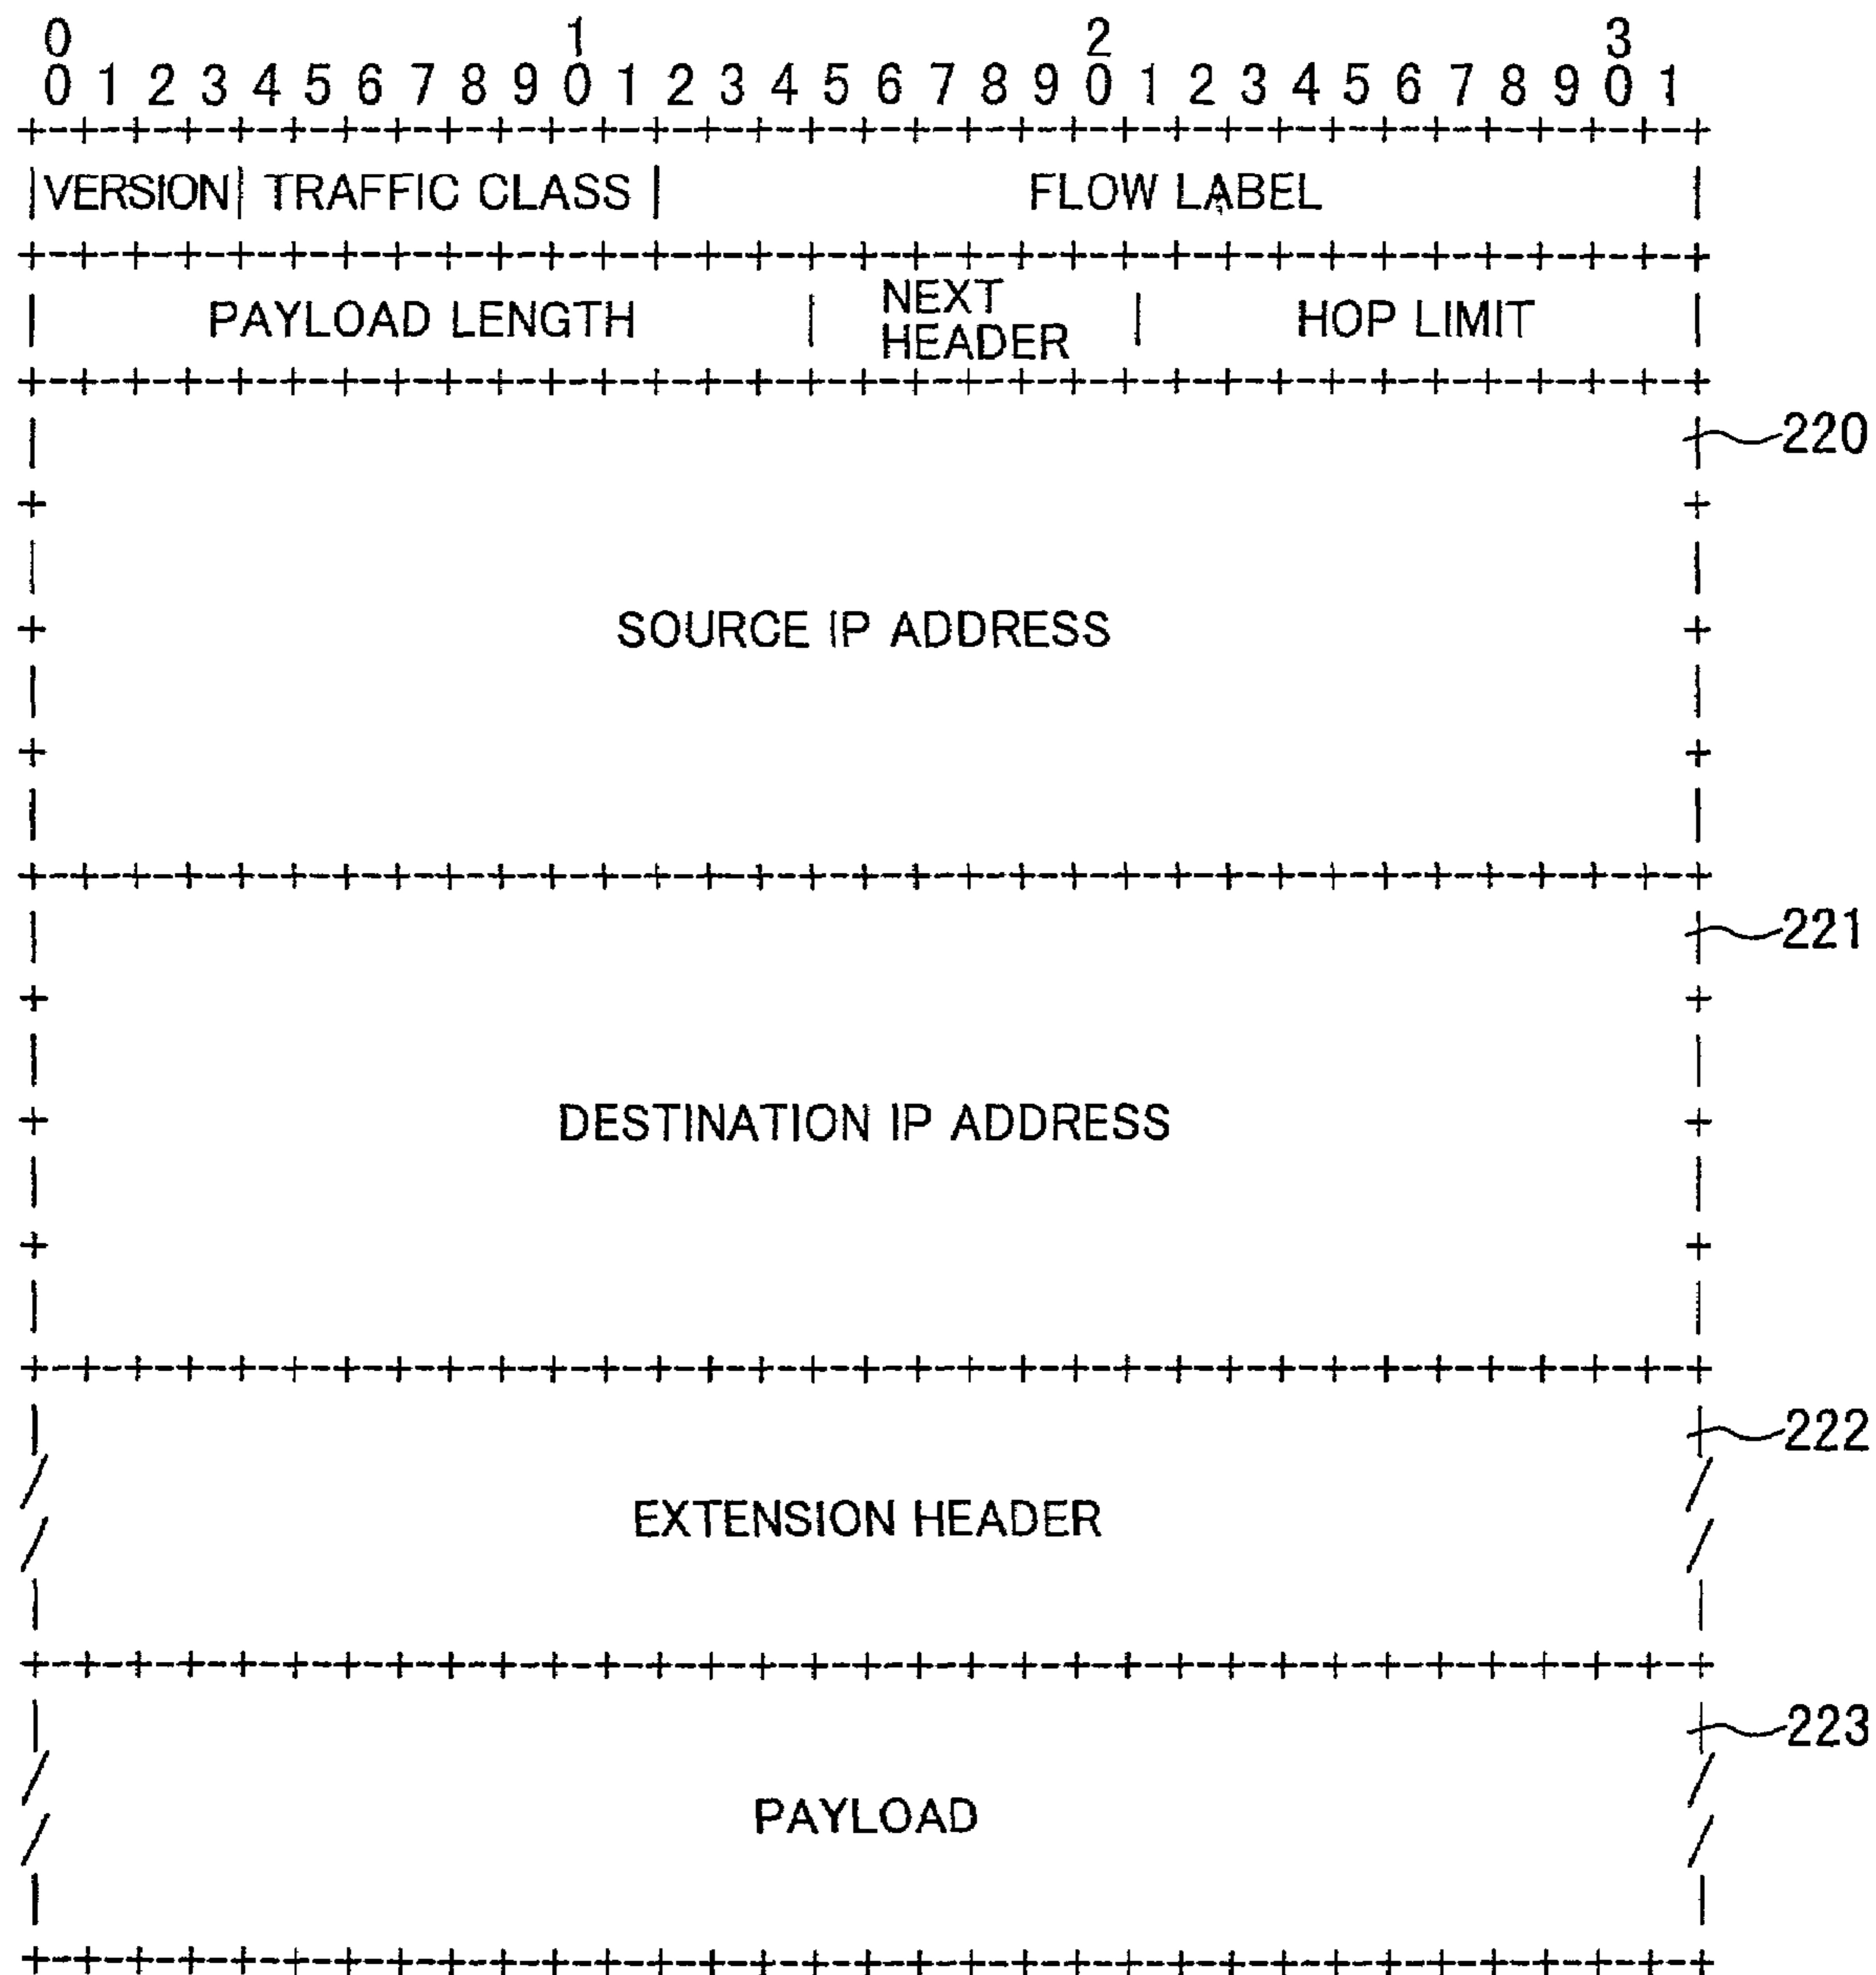 0 1 2 3
0 1 2 3 4 5 6 7 8 9 0 1 2 3 4 5 6 7 8 9 0 1 2 3 4 5 6 7 8 9 0 1
VERSION TRAFFIC CLASS FLOW LABEL
PAYLOAD LENGTH NEXT HEADER HOP LIMIT
220
SOURCE IP ADDRESS
221
DESTINATION IP ADDRESS
222
EXTENSION HEADER
223
PAYLOAD